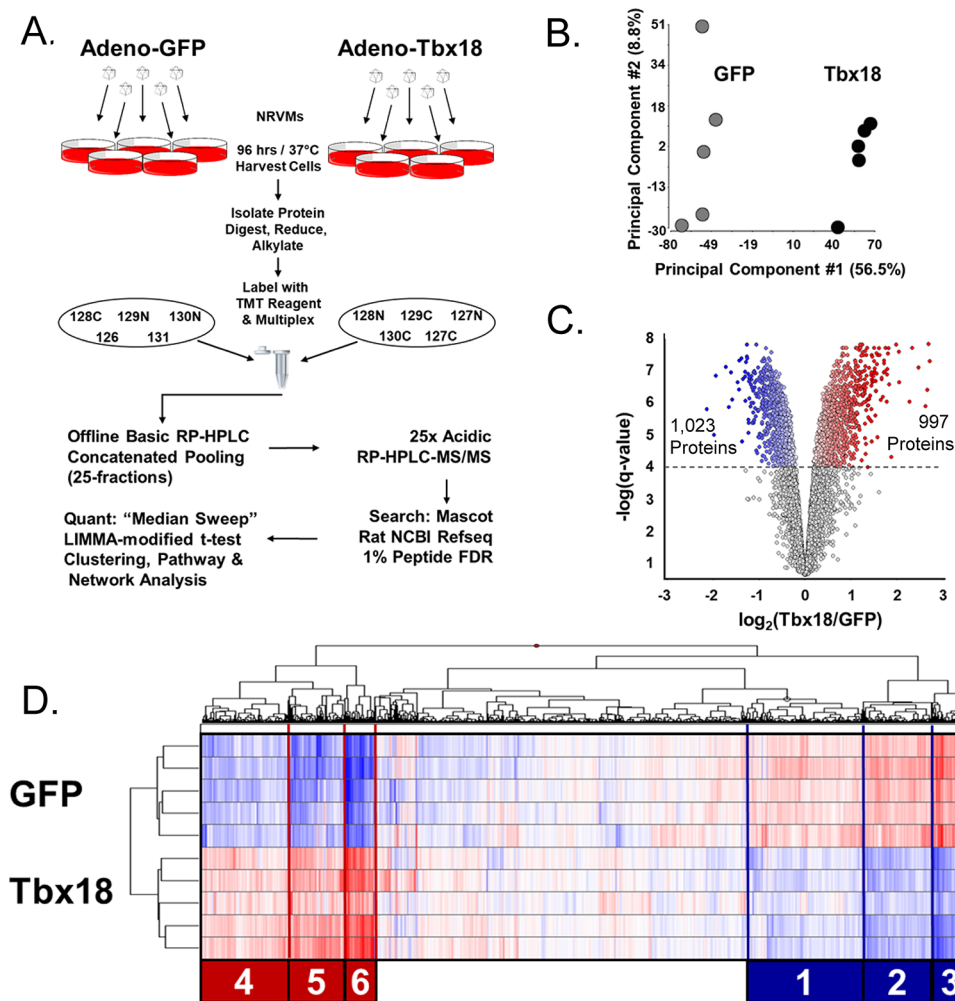 A.
Adeno-GFP
Adeno-Tbx18
NRVMs
96 hrs / 37°C
Harvest Cells
Isolate Protein
Digest, Reduce,
Alkylate
Label with
TMT Reagent
& Multiplex
128C 129N 130N
126 131
128N 129C 127N
130C 127C
Offline Basic RP-HPLC
Concatenated Pooling
(25-fractions)
25x Acidic
RP-HPLC-MS/MS
Search: Mascot
Rat NCBI Refseq
1% Peptide FDR
Quant: “Median Sweep”
LIMMA-modified t-test
Clustering, Pathway &
Network Analysis
B.
Principal Component #2 (8.8%)
51
34
18
2
-13
-30
GFP
Tbx18
-80 -49 -19 10 40 70
Principal Component #1 (56.5%)
C.
-log(q-value)
8
7
6
5
4
3
2
1
1,023
Proteins
997
Proteins
-3 -2 -1 0 1 2 3
log2(Tbx18/GFP)
D.
GFP
Tbx18
4 5 6 1 2 3